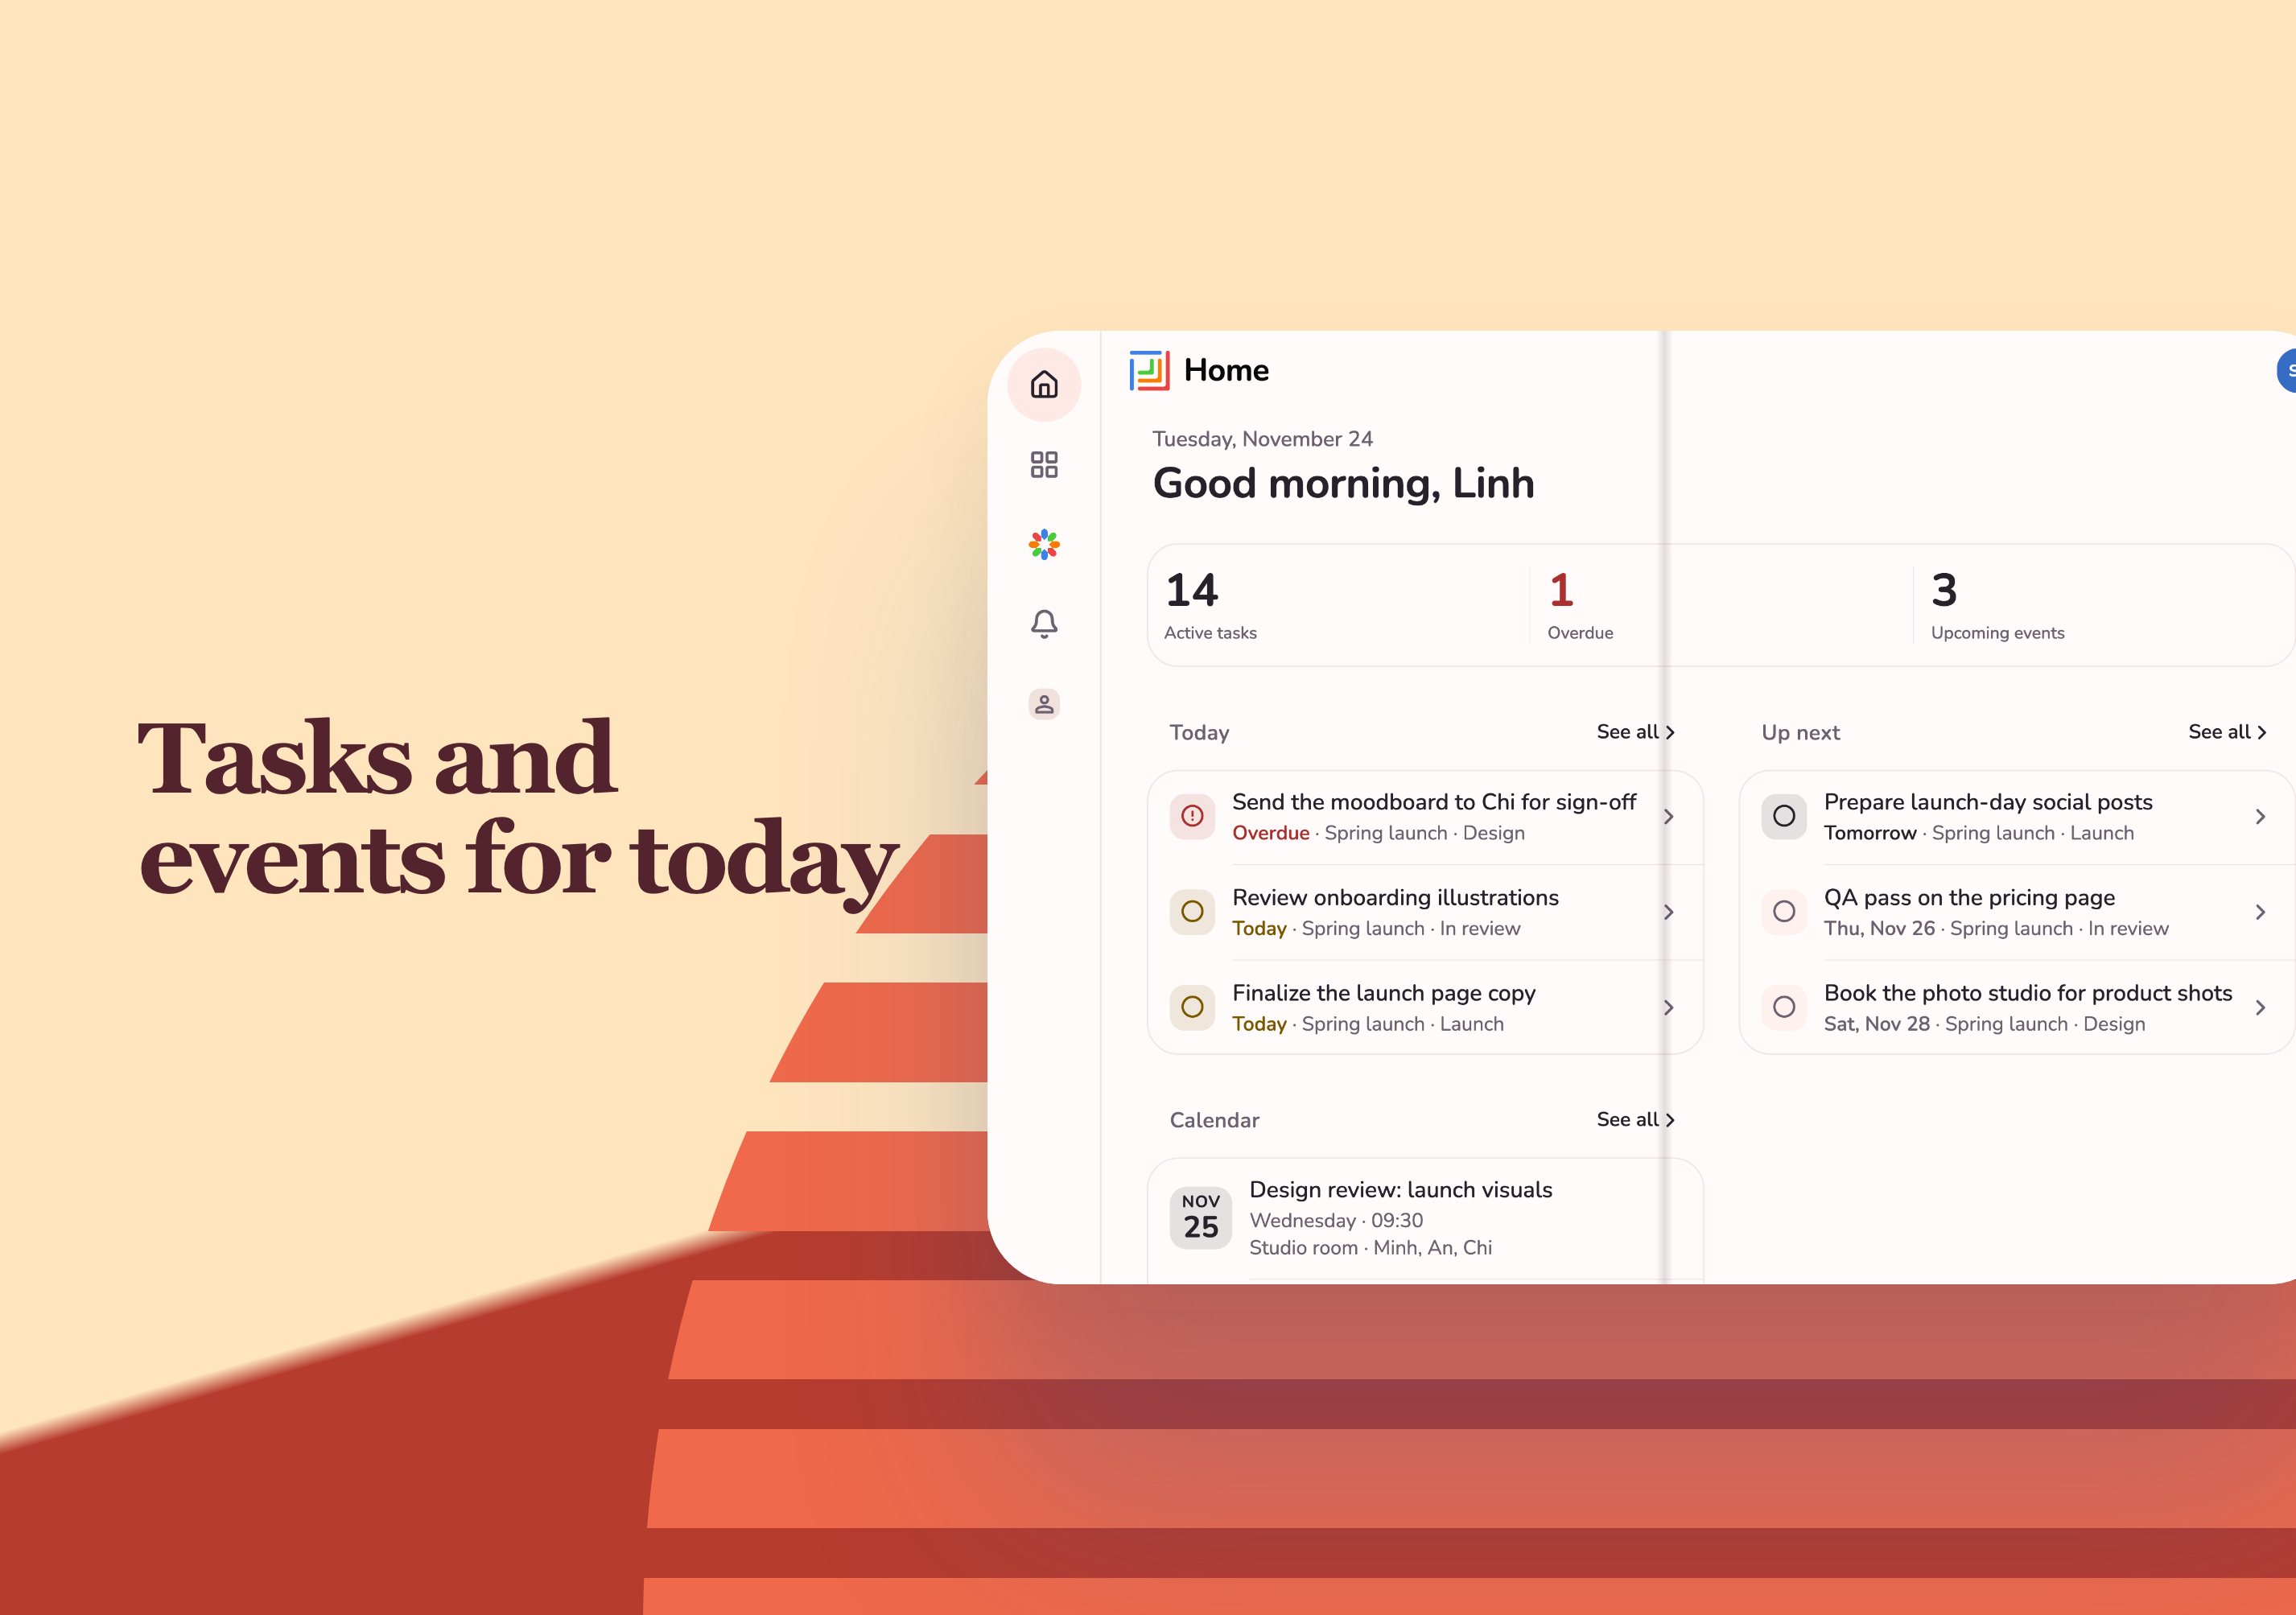 Tasks and
events for today
Home
Tuesday, November 24
Good morning, Linh
14
Active tasks
1
Overdue
3
Upcoming events
Today
See all
Send the moodboard to Chi for sign-off
Overdue · Spring launch · Design
Review onboarding illustrations
Today · Spring launch · In review
Finalize the launch page copy
Today · Spring launch · Launch
Up next
See all
Prepare launch-day social posts
Tomorrow · Spring launch · Launch
QA pass on the pricing page
Thu, Nov 26 · Spring launch · In review
Book the photo studio for product shots
Sat, Nov 28 · Spring launch · Design
Calendar
See all
NOV
25
Design review: launch visuals
Wednesday · 09:30
Studio room · Minh, An, Chi